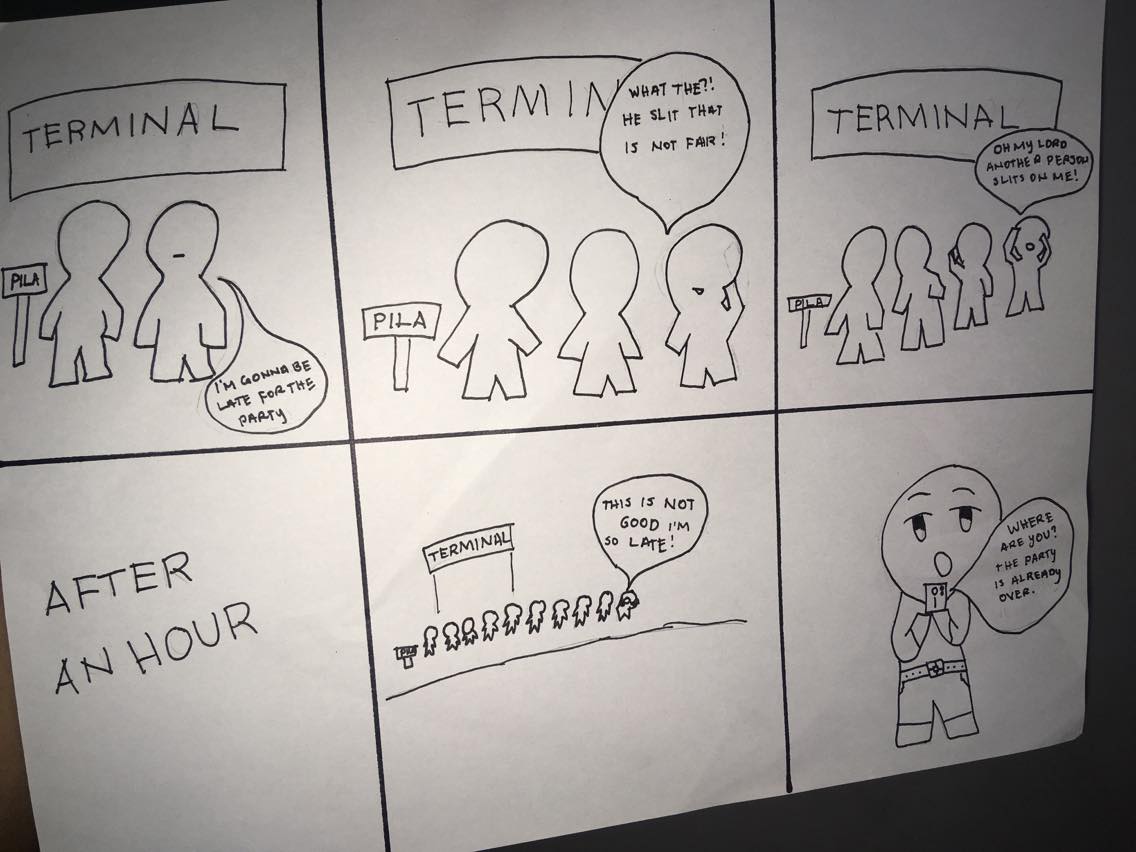 TERMINAL
PILA
I'M GONNA BE
LATE FOR THE
PARTY
TERMIN
WHAT THE?!
HE SLIT THAT
IS NOT FAIR!
PILA
TERMINAL
OH MY LORD
ANOTHER PERSON
SLITS ON ME!
PILA
AFTER
AN HOUR
THIS IS NOT
GOOD I'M
SO LATE!
TERMINAL
PILA
WHERE
ARE YOU?
THE PARTY
IS ALREADY
OVER.